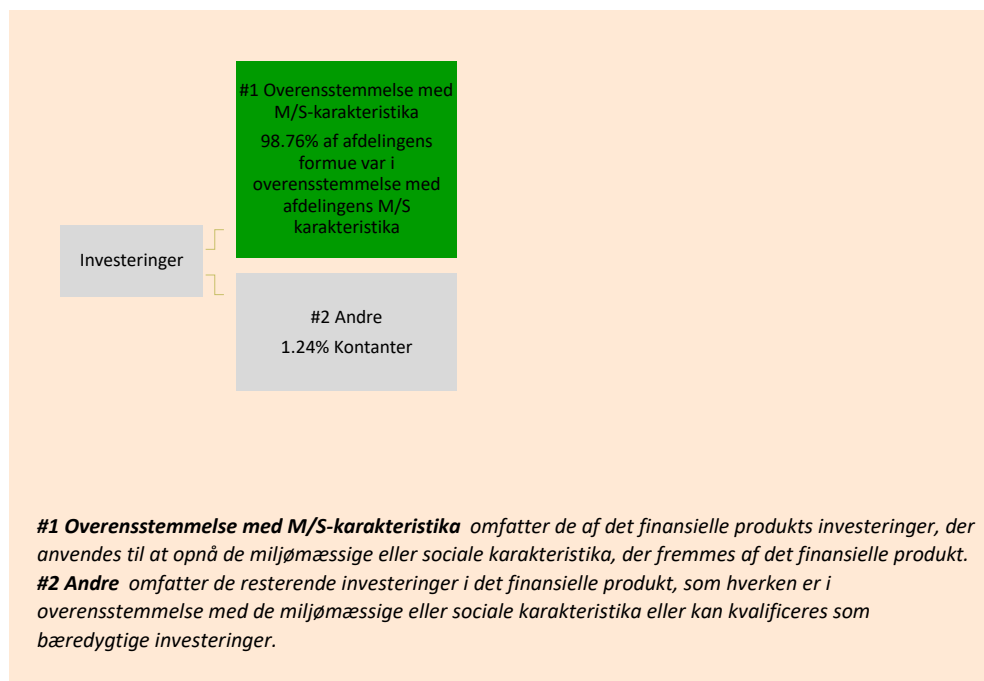 #1 Overensstemmelse med
M/S-karakteristika
98.76% af afdelingens
formue var i
overensstemmelse med
afdelingens M/S
karakteristika
Investeringer
#2 Andre
1.24% Kontanter
#1 Overensstemmelse med M/S-karakteristika omfatter de af det finansielle produkts investeringer, der
anvendes til at opnå de miljømæssige eller sociale karakteristika, der fremmes af det finansielle produkt.
#2 Andre omfatter de resterende investeringer i det finansielle produkt, som hverken er i
overensstemmelse med de miljømæssige eller sociale karakteristika eller kan kvalificeres som
bæredygtige investeringer.